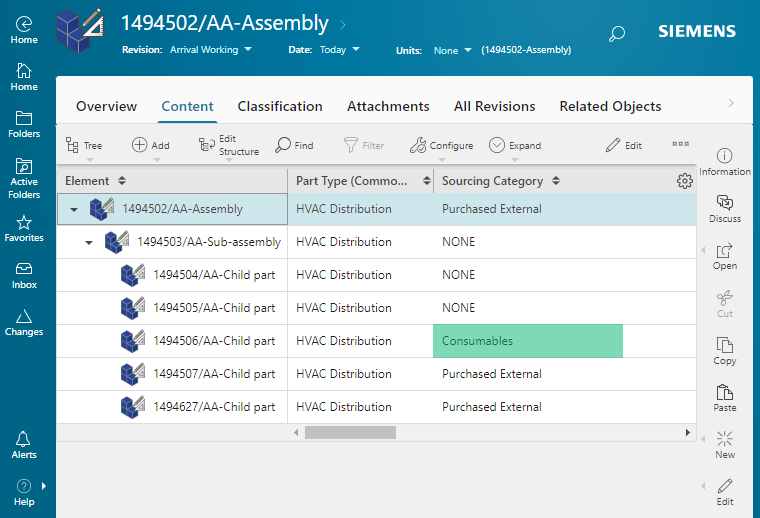 1494502/AA-Assembly
Revision: Arrival Working Date: Today Units: None (1494502-Assembly)
SIEMENS
Home
Home
Folders
Active
Folders
Favorites
Inbox
Changes
Alerts
Help
Overview Content Classification Attachments All Revisions Related Objects
Tree Add Edit
Structure Find Filter Configure Expand Edit
Element Part Type (Commo... Sourcing Category
1494502/AA-Assembly HVAC Distribution Purchased External
1494503/AA-Sub-assembly HVAC Distribution NONE
1494504/AA-Child part HVAC Distribution NONE
1494505/AA-Child part HVAC Distribution NONE
1494506/AA-Child part HVAC Distribution Consumables
1494507/AA-Child part HVAC Distribution Purchased External
1494627/AA-Child part HVAC Distribution Purchased External
Information
Discuss
Open
Cut
Copy
Paste
New
Edit